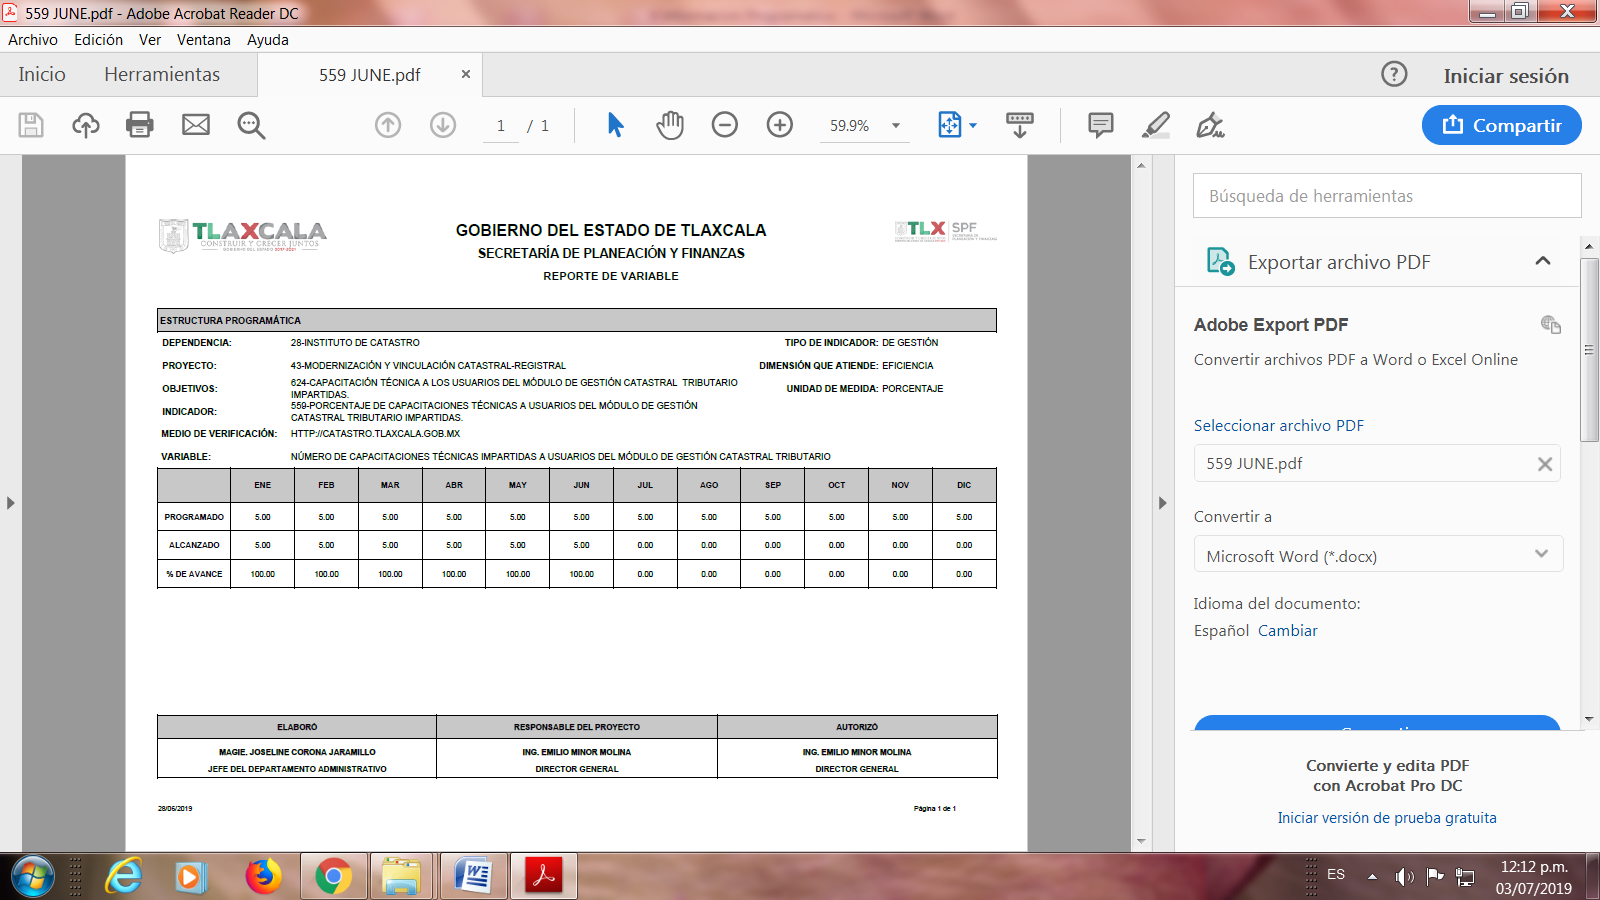 559 JUNE.pdf - Adobe Acrobat Reader DC
Archivo Edición Ver Ventana Ayuda
Inicio Herramientas 559 JUNE.pdf × Iniciar sesión
1 / 1 59.9% Compartir
TLAXCALA
CONSTRUIR Y CRECER JUNTOS
GOBIERNO DEL ESTADO DE TLAXCALA
SECRETARÍA DE PLANEACIÓN Y FINANZAS
REPORTE DE VARIABLE
TLX SPF
ESTRUCTURA PROGRAMÁTICA
DEPENDENCIA: 28-INSTITUTO DE CATASTRO TIPO DE INDICADOR: DE GESTIÓN
PROYECTO: 43-MODERNIZACIÓN Y VINCULACIÓN CATASTRAL-REGISTRAL DIMENSIÓN QUE ATIENDE: EFICIENCIA
OBJETIVOS: 624-CAPACITACIÓN TÉCNICA A LOS USUARIOS DEL MÓDULO DE GESTIÓN CATASTRAL TRIBUTARIO IMPARTIDAS. UNIDAD DE MEDIDA: PORCENTAJE
INDICADOR: 559-PORCENTAJE DE CAPACITACIONES TÉCNICAS A USUARIOS DEL MÓDULO DE GESTIÓN
CATASTRAL TRIBUTARIO IMPARTIDAS.
MEDIO DE VERIFICACIÓN: HTTP://CATASTRO.TLAXCALA.GOB.MX
VARIABLE: NÚMERO DE CAPACITACIONES TÉCNICAS IMPARTIDAS A USUARIOS DEL MÓDULO DE GESTIÓN CATASTRAL TRIBUTARIO
ENE FEB MAR ABR MAY JUN JUL AGO SEP OCT NOV DIC
PROGRAMADO 5.00 5.00 5.00 5.00 5.00 5.00 5.00 5.00 5.00 5.00 5.00 5.00
ALCANZADO 5.00 5.00 5.00 5.00 5.00 5.00 0.00 0.00 0.00 0.00 0.00 0.00
% DE AVANCE 100.00 100.00 100.00 100.00 100.00 100.00 0.00 0.00 0.00 0.00 0.00 0.00
ELABORÓ RESPONSABLE DEL PROYECTO AUTORIZÓ
MAGIE. JOSELINE CORONA JARAMILLO ING. EMILIO MINOR MOLINA ING. EMILIO MINOR MOLINA
JEFE DEL DEPARTAMENTO ADMINISTRATIVO DIRECTOR GENERAL DIRECTOR GENERAL
28/06/2019 Página 1 de 1
Búsqueda de herramientas
Exportar archivo PDF
Adobe Export PDF
Convertir archivos PDF a Word o Excel Online
Seleccionar archivo PDF
559 JUNE.pdf
Convertir a
Microsoft Word (*.docx)
Idioma del documento:
Español Cambiar
Convierte y edita PDF
con Acrobat Pro DC
Iniciar versión de prueba gratuita
ES 12:12 p.m.
03/07/2019